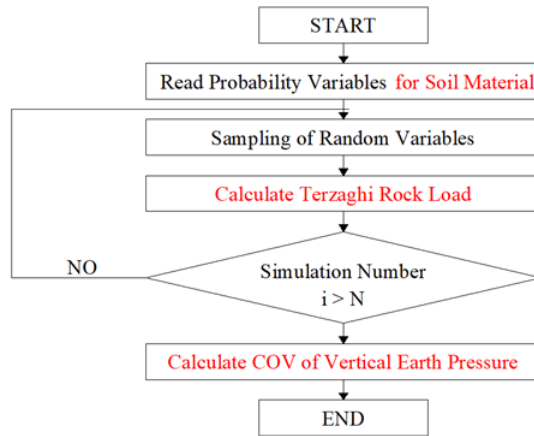 START
Read Probability Variables for Soil Material
Sampling of Random Variables
Calculate Terzaghi Rock Load
NO
Simulation Number
i > N
Calculate COV of Vertical Earth Pressure
END